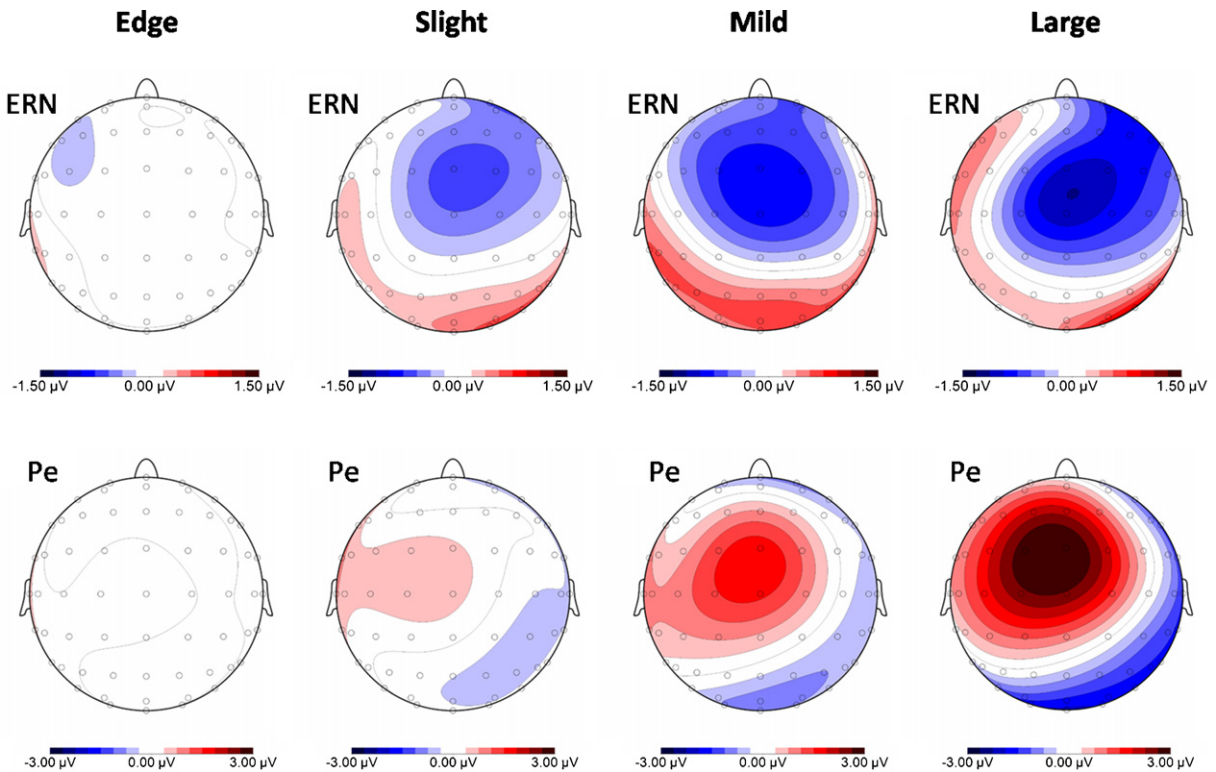 Edge Slight Mild Large
ERN ERN ERN ERN
-1.50 µV 0.00 µV 1.50 µV -1.50 µV 0.00 µV 1.50 µV -1.50 µV 0.00 µV 1.50 µV -1.50 µV 0.00 µV 1.50 µV
Pe Pe Pe Pe
-3.00 µV 0.00 µV 3.00 µV -3.00 µV 0.00 µV 3.00 µV -3.00 µV 0.00 µV 3.00 µV -3.00 µV 0.00 µV 3.00 µV